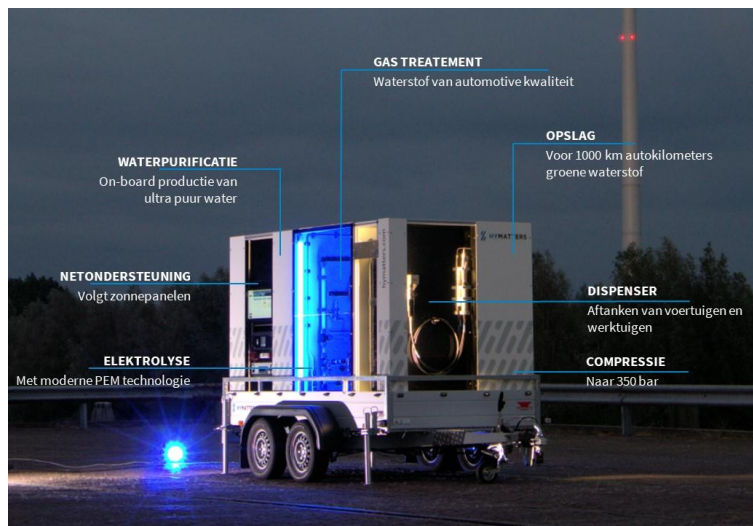 GAS TREATEMENT
Waterstof van automotive kwaliteit
OPSLAG
Voor 1000 km autokilometers
groene waterstof
WATERPURIFICATIE
On-board productie van
ultra puur water
HYMATTERS
hymatters.com
NETONDERSTEUNING
Volgt zonnepanelen
DISPENSER
Aftanken van voertuigen en
werktuigen
ELEKTROLYSE
Met moderne PEM technologie
COMPRESSIE
Naar 350 bar